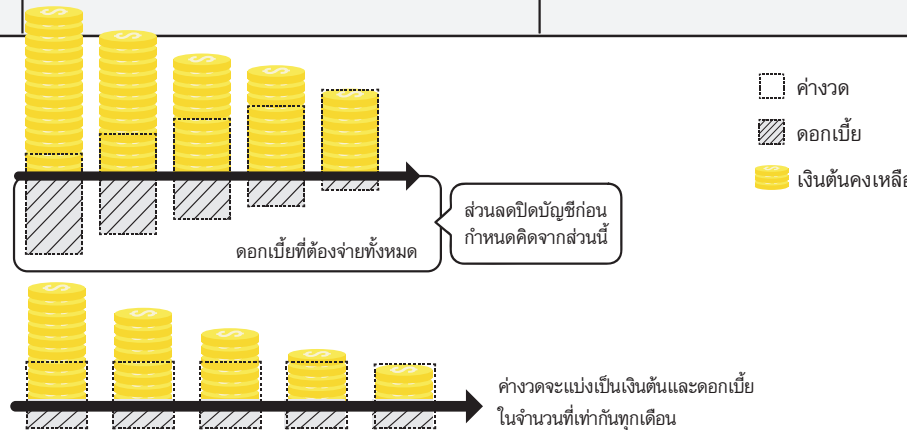 ค่างวด
ดอกเบี้ย
เงินต้นคงเหลือ
ส่วนลดปิดบัญชีก่อน
กำหนดคิดจากส่วนนี้
ดอกเบี้ยที่ต้องจ่ายทั้งหมด
ค่างวดจะแบ่งเป็นเงินต้นและดอกเบี้ย
ในจำนวนที่เท่ากันทุกเดือน